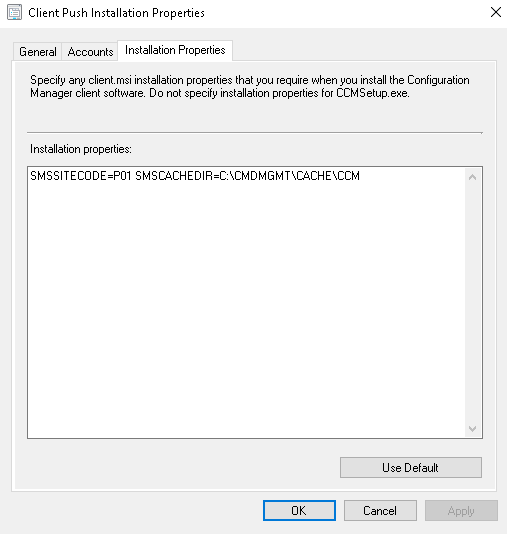 Client Push Installation Properties
General
Accounts
Installation Properties
Specify any client.msi installation properties that you require when you install the Configuration
Manager client software. Do not specify installation properties for CCMSetup.exe.
Installation properties:
SMSSITECODE=P01 SMSCACHEDIR=C:\CMDMGMT\CACHE\CCM
Use Default
OK
Cancel
Apply